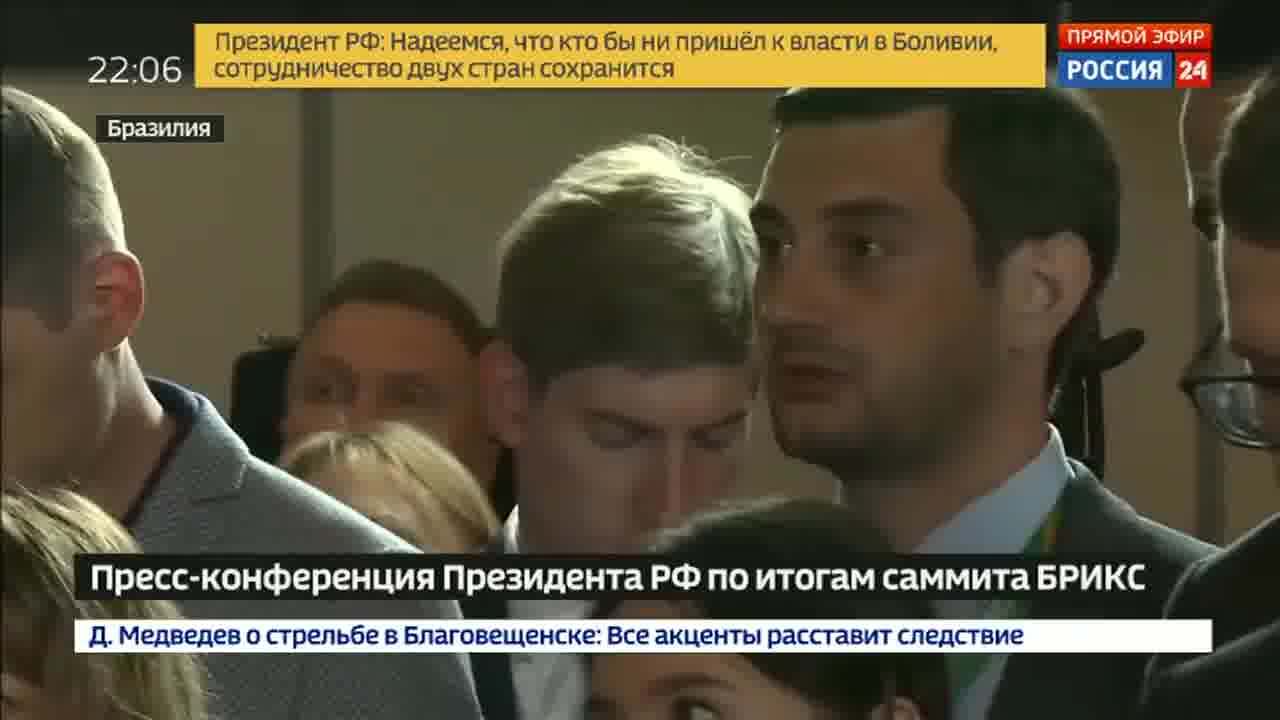 22:06
Президент РФ: Надеемся, что кто бы ни пришёл к власти в Боливии,
сотрудничество двух стран сохранится
ПРЯМОЙ ЭФИР
РОССИЯ 24
Бразилия
Пресс-конференция Президента РФ по итогам саммита БРИКС
Д. Медведев о стрельбе в Благовещенске: Все акценты расставит следствие